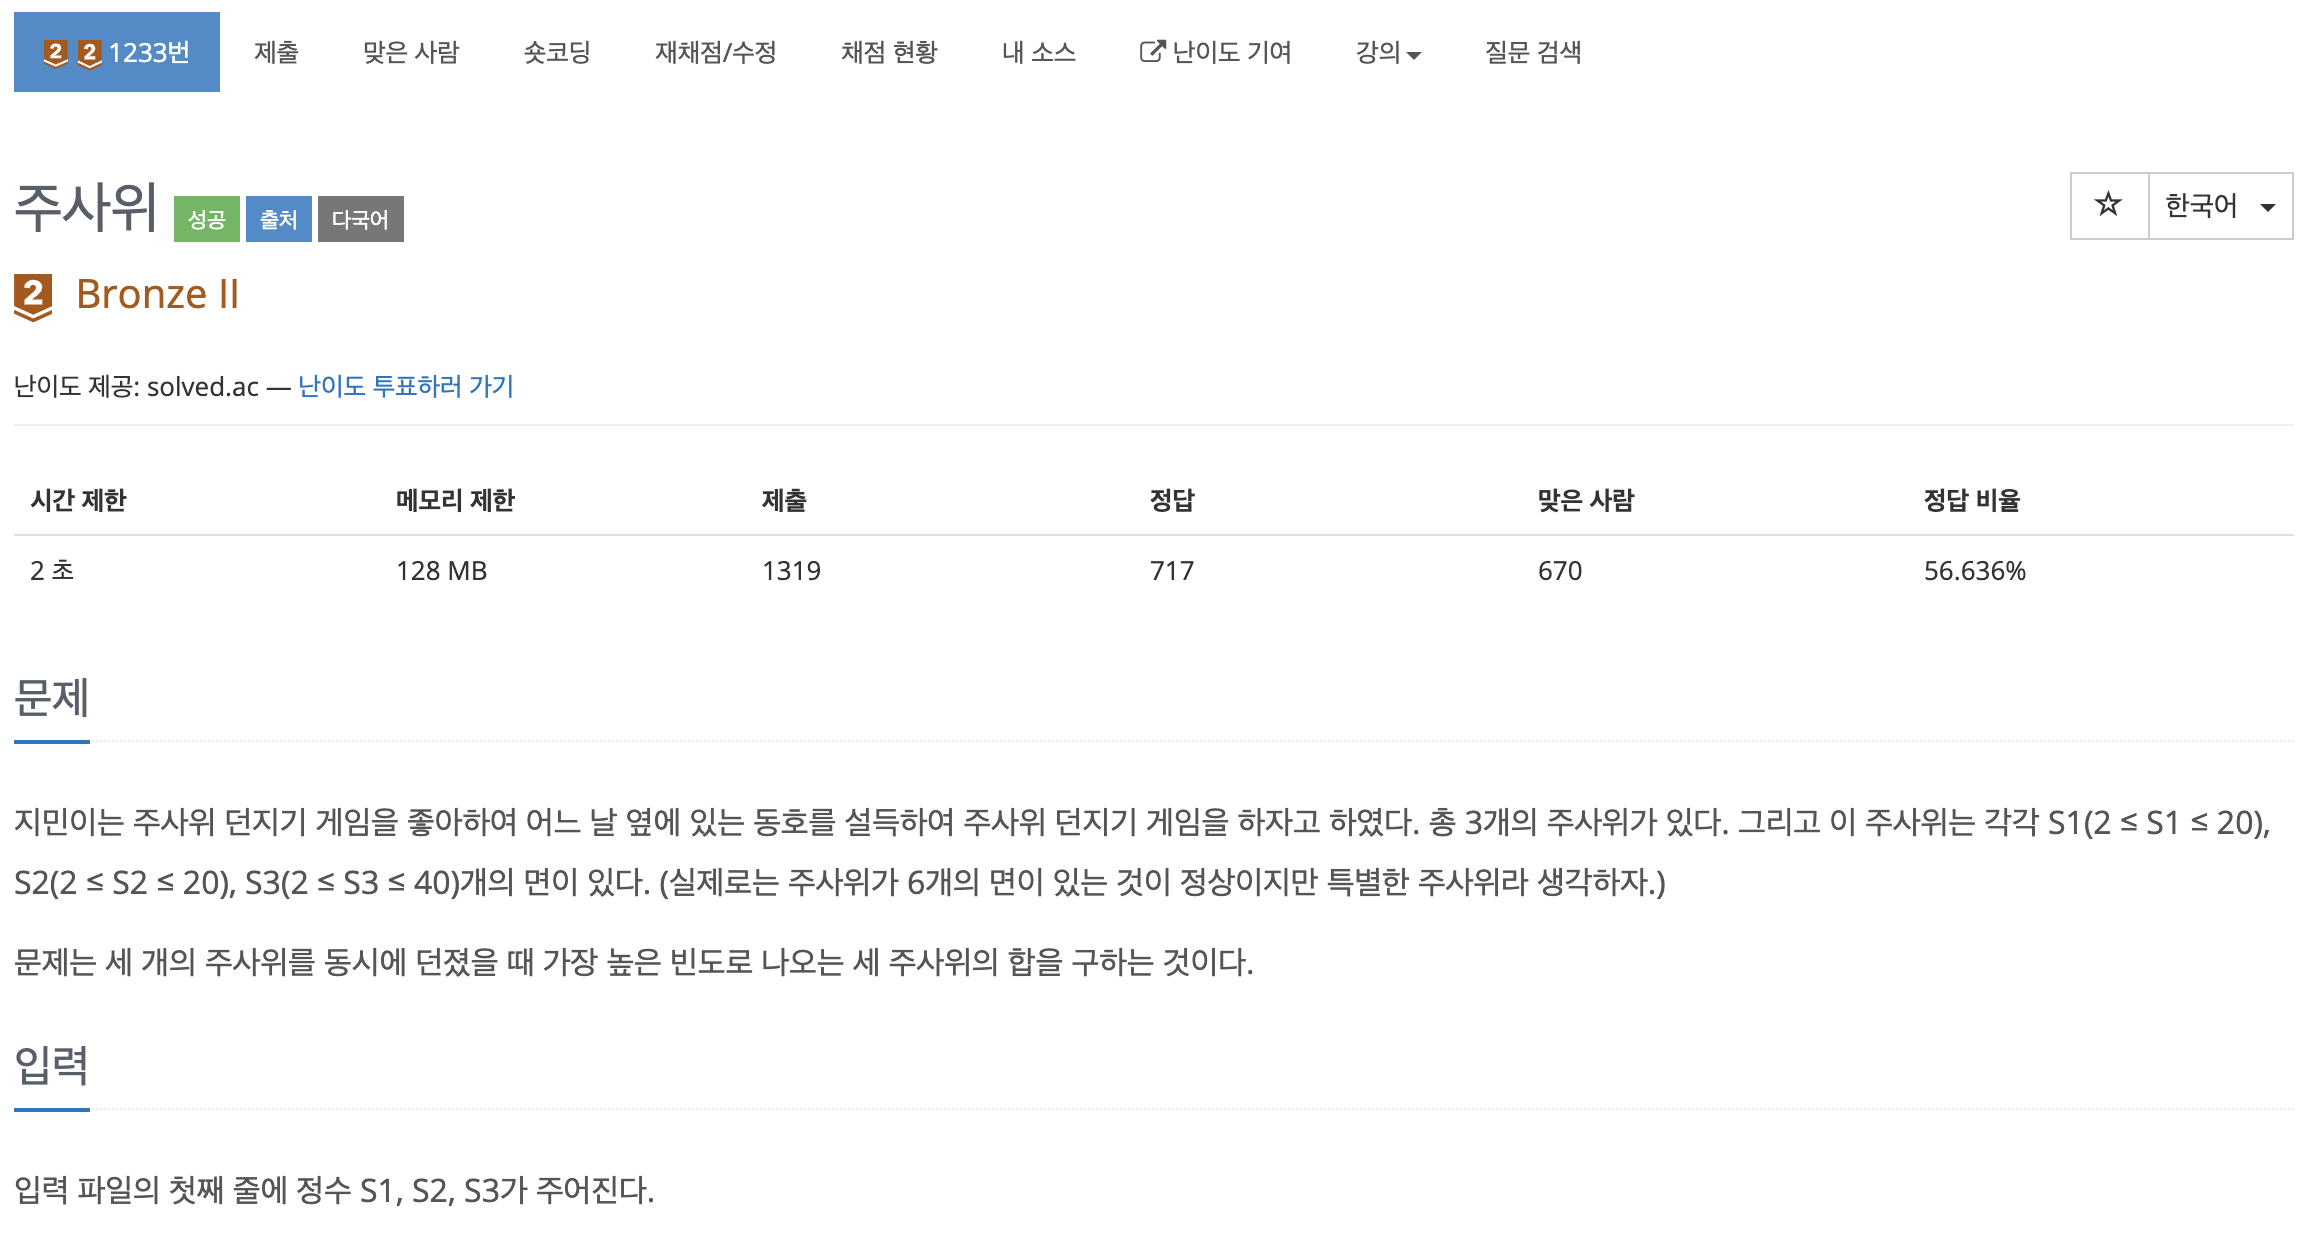 2 2 1233번 제출 맞은 사람 숏코딩 재채점/수정 채점 현황 내 소스 난이도 기여 강의 질문 검색
주사위 성공 출처 다국어 한국어
2 Bronze II
난이도 제공: solved.ac — 난이도 투표하러 가기
시간 제한 메모리 제한 제출 정답 맞은 사람 정답 비율
2 초 128 MB 1319 717 670 56.636%
문제
지민이는 주사위 던지기 게임을 좋아하여 어느 날 옆에 있는 동호를 설득하여 주사위 던지기 게임을 하자고 하였다. 총 3개의 주사위가 있다. 그리고 이 주사위는 각각 S1(2 ≤ S1 ≤ 20),
S2(2 ≤ S2 ≤ 20), S3(2 ≤ S3 ≤ 40)개의 면이 있다. (실제로는 주사위가 6개의 면이 있는 것이 정상이지만 특별한 주사위라 생각하자.)
문제는 세 개의 주사위를 동시에 던졌을 때 가장 높은 빈도로 나오는 세 주사위의 합을 구하는 것이다.
입력
입력 파일의 첫째 줄에 정수 S1, S2, S3가 주어진다.